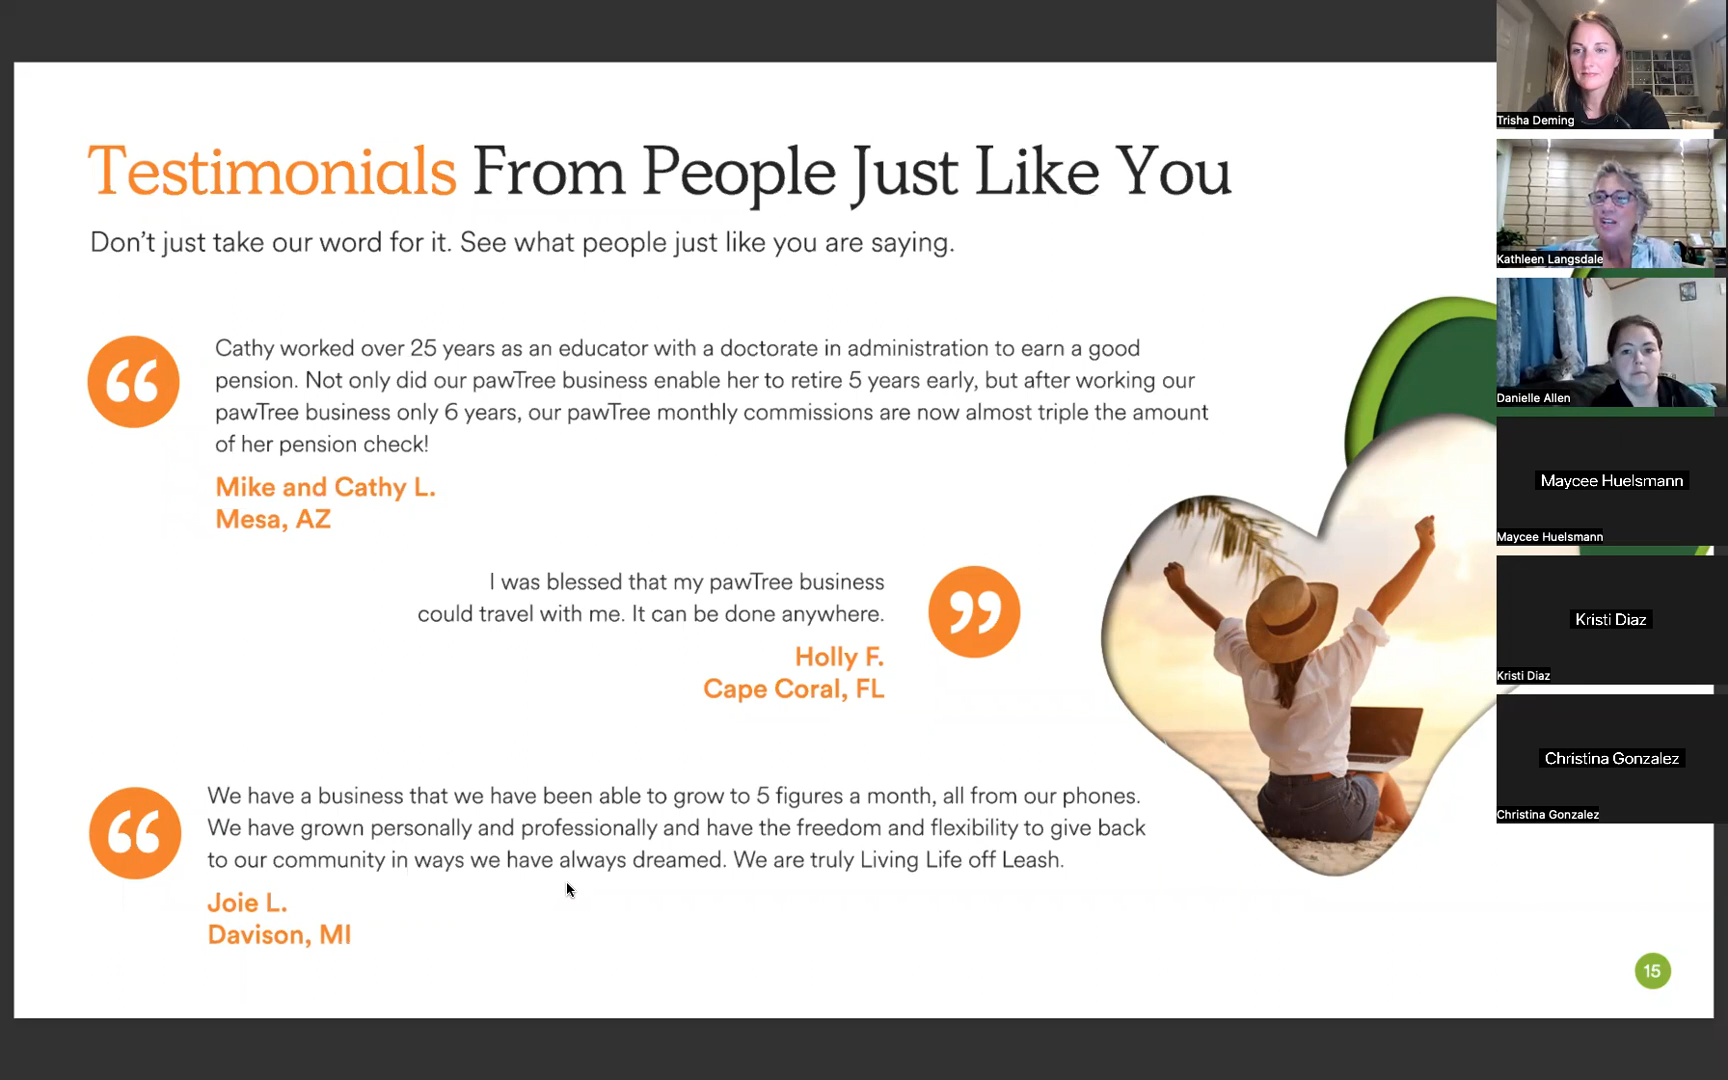 Testimonials From People Just Like You
Don't just take our word for it. See what people just like you are saying.
“
Cathy worked over 25 years as an educator with a doctorate in administration to earn a good
pension. Not only did our pawTree business enable her to retire 5 years early, but after working our
pawTree business only 6 years, our pawTree monthly commissions are now almost triple the amount
of her pension check!
Mike and Cathy L.
Mesa, AZ
I was blessed that my pawTree business
could travel with me. It can be done anywhere.
”
Holly F.
Cape Coral, FL
“
We have a business that we have been able to grow to 5 figures a month, all from our phones.
We have grown personally and professionally and have the freedom and flexibility to give back
to our community in ways we have always dreamed. We are truly Living Life off Leash.
Joie L.
Davison, MI
15
Trisha Deming
Kathleen Langsdale
Danielle Allen
Maycee Huelsmann
Maycee Huelsmann
Kristi Diaz
Kristi Diaz
Christina Gonzalez
Christina Gonzalez